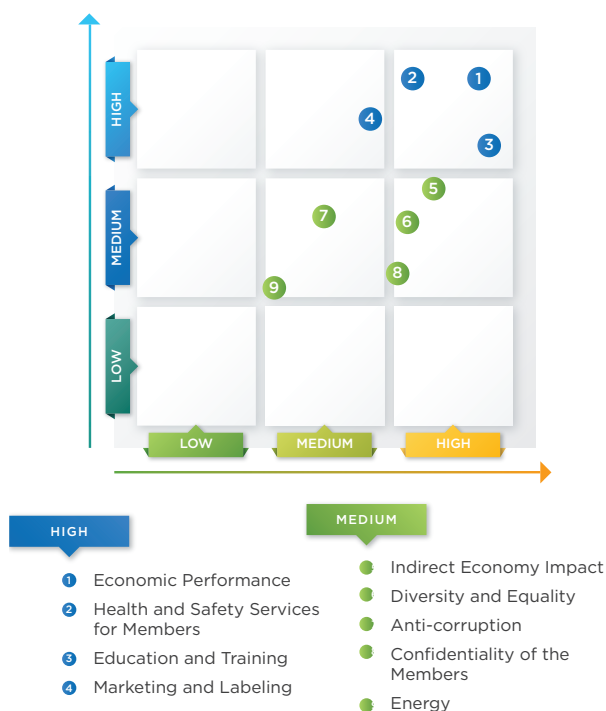 HIGH
2
1
4
3
MEDIUM
5
7
6
8
9
LOW
LOW
MEDIUM
HIGH
HIGH
1 Economic Performance
2 Health and Safety Services
for Members
3 Education and Training
4 Marketing and Labeling
MEDIUM
Indirect Economy Impact
Diversity and Equality
Anti-corruption
Confidentiality of the
Members
Energy